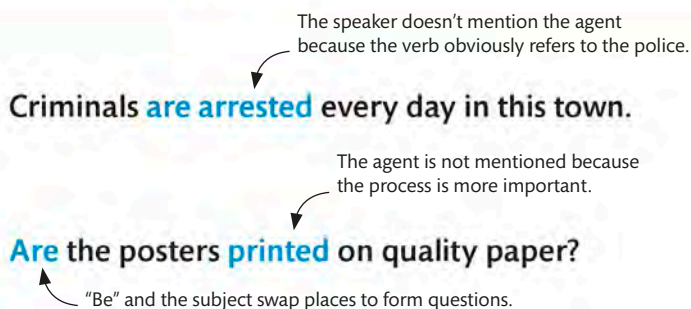 The speaker doesn’t mention the agent
because the verb obviously refers to the police.
Criminals are arrested every day in this town.
The agent is not mentioned because
the process is more important.
Are the posters printed on quality paper?
“Be” and the subject swap places to form questions.